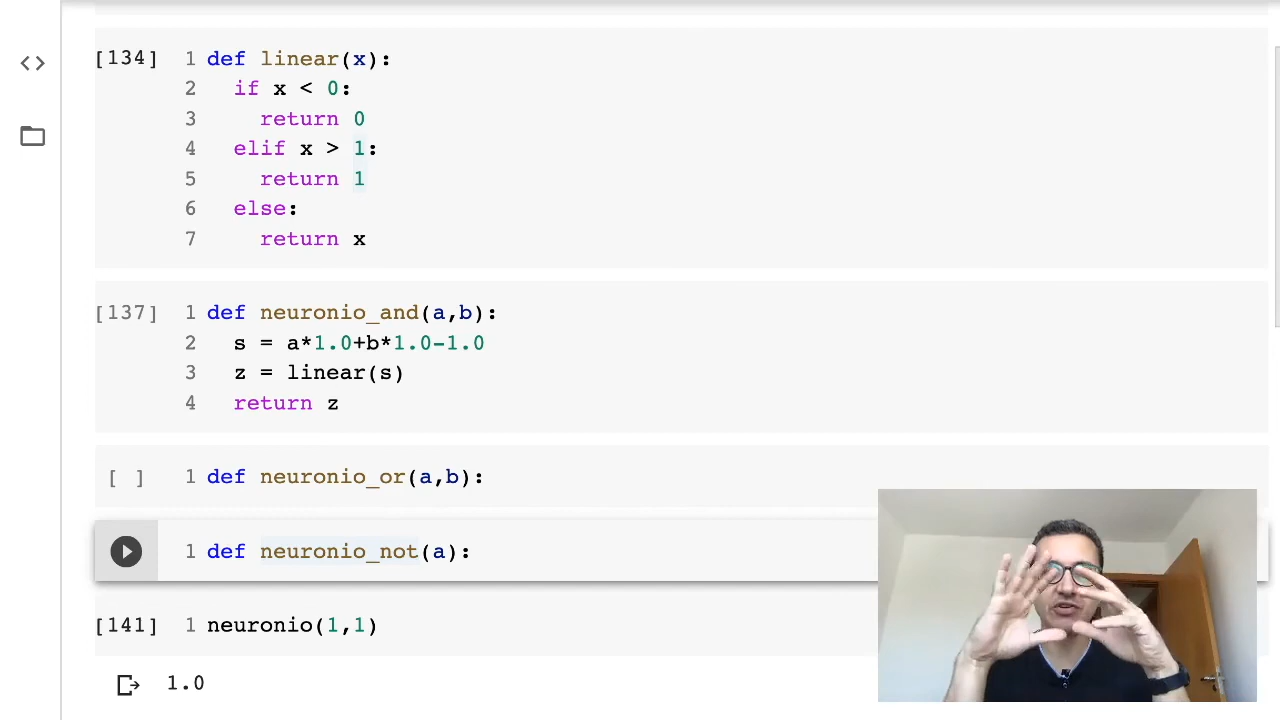 [134] 1 def linear(x):
2 if x < 0:
3 return 0
4 elif x > 1:
5 return 1
6 else:
7 return x
[137] 1 def neuronio_and(a,b):
2 s = a*1.0+b*1.0-1.0
3 z = linear(s)
4 return z
[ ] 1 def neuronio_or(a,b):
1 def neuronio_not(a):
[141] 1 neuronio(1,1)
1.0